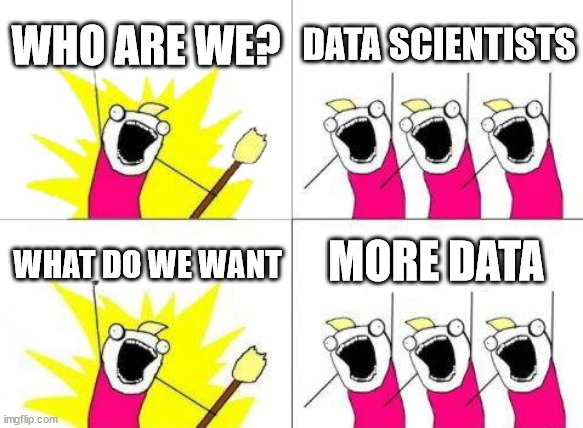 WHO ARE WE?
DATA SCIENTISTS
WHAT DO WE WANT
MORE DATA
imgflip.com